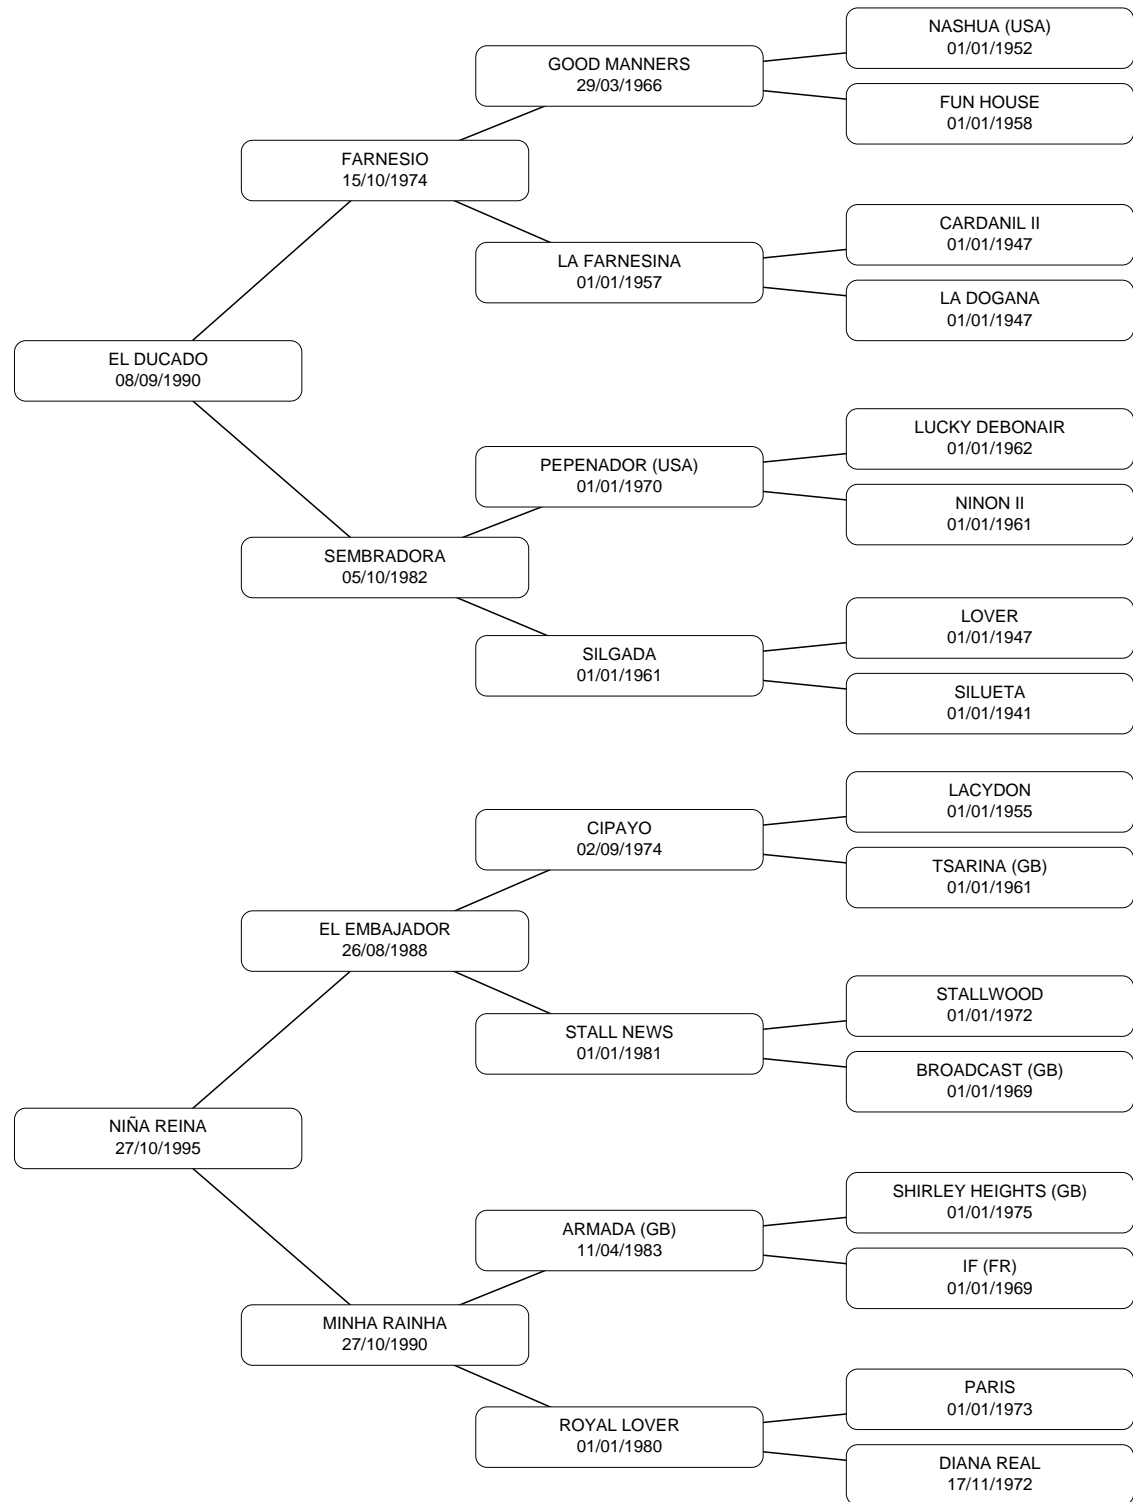 NASHUA (USA)
01/01/1952
GOOD MANNERS
29/03/1966
FUN HOUSE
01/01/1958
FARNESIO
15/10/1974
CARDANIL II
01/01/1947
LA FARNESINA
01/01/1957
LA DOGANA
01/01/1947
EL DUCADO
08/09/1990
LUCKY DEBONAIR
01/01/1962
PEPENADOR (USA)
01/01/1970
NINON II
01/01/1961
SEMBRADORA
05/10/1982
LOVER
01/01/1947
SILGADA
01/01/1961
SILUETA
01/01/1941
LACYDON
01/01/1955
CIPAYO
02/09/1974
TSARINA (GB)
01/01/1961
EL EMBAJADOR
26/08/1988
STALLWOOD
01/01/1972
STALL NEWS
01/01/1981
BROADCAST (GB)
01/01/1969
NIÑA REINA
27/10/1995
SHIRLEY HEIGHTS (GB)
01/01/1975
ARMADA (GB)
11/04/1983
IF (FR)
01/01/1969
MINHA RAINHA
27/10/1990
PARIS
01/01/1973
ROYAL LOVER
01/01/1980
DIANA REAL
17/11/1972